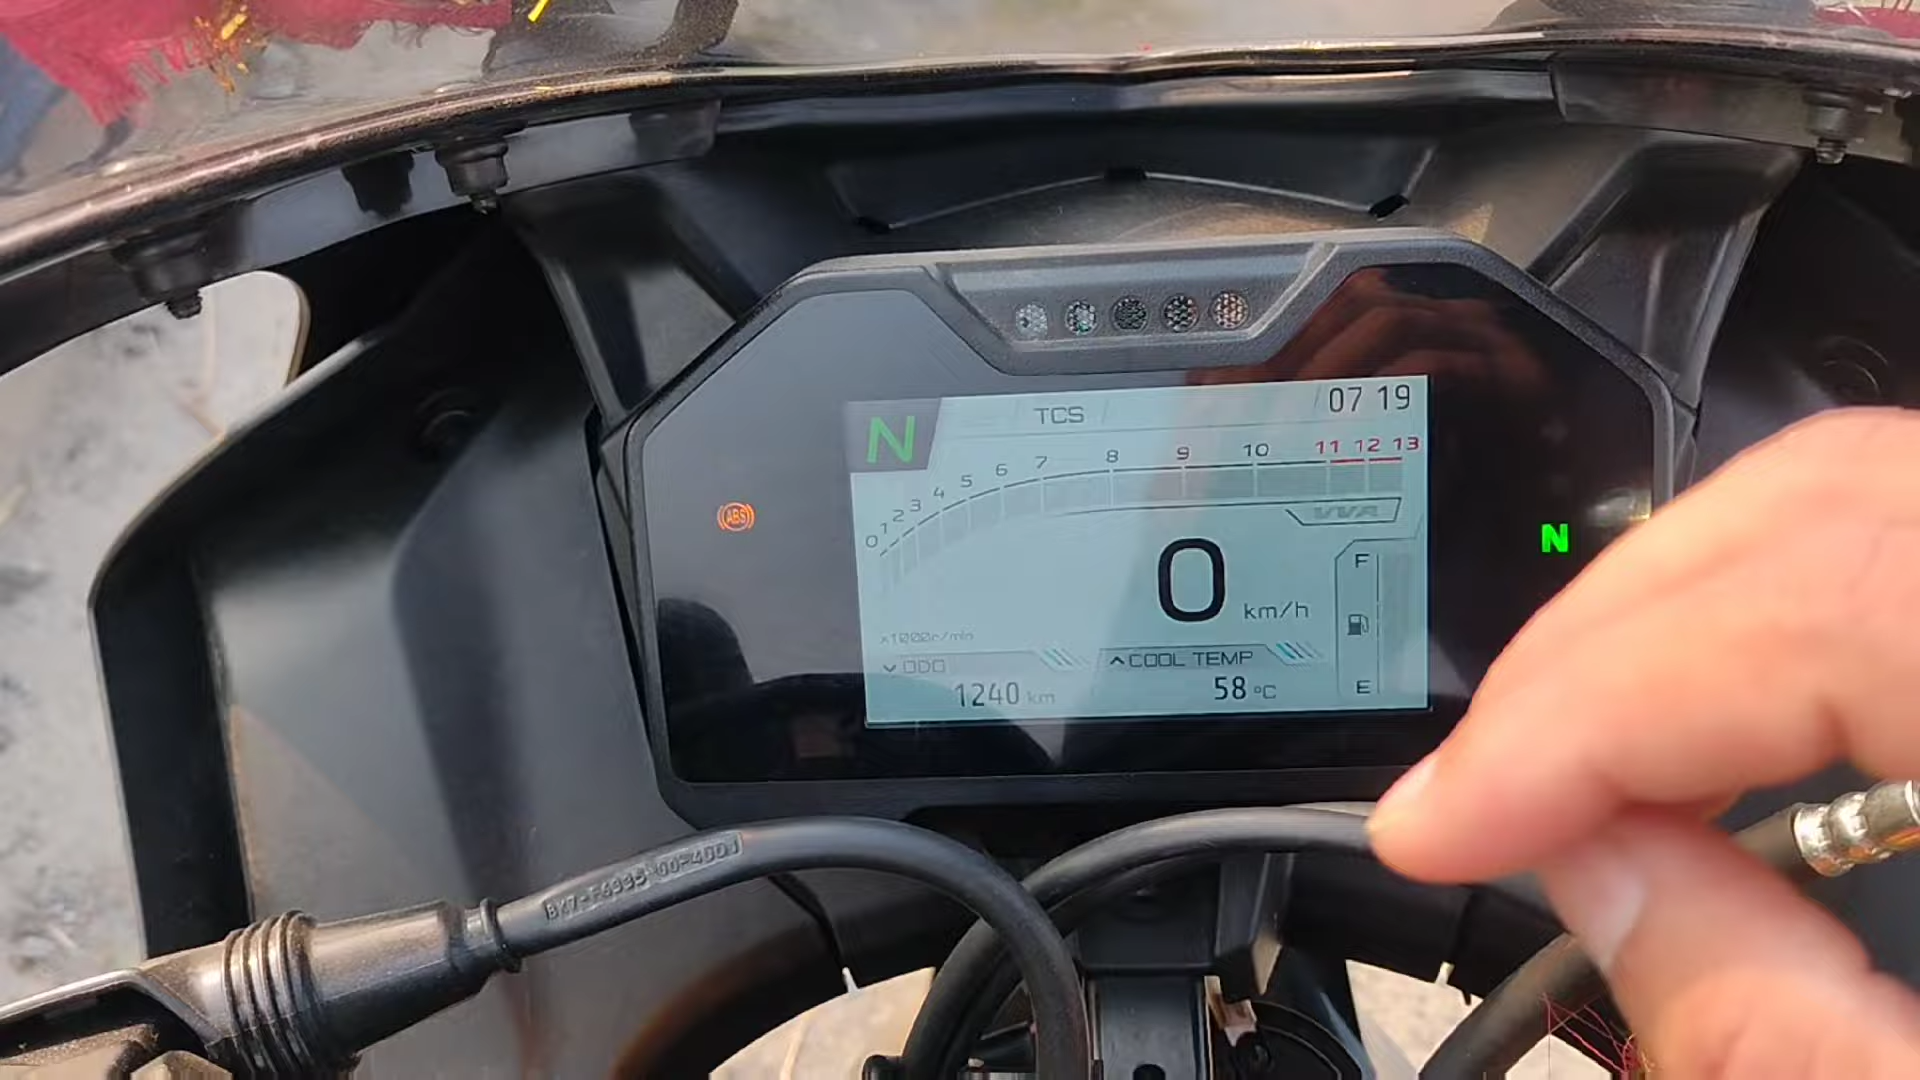 TCS
07 19
N
0 1 2 3 4 5 6 7 8 9 10 11 12 13
VVA
ABS
N
0 km/h
F
E
x1000r/min
ODO
1240 km
COOL TEMP
58 °C